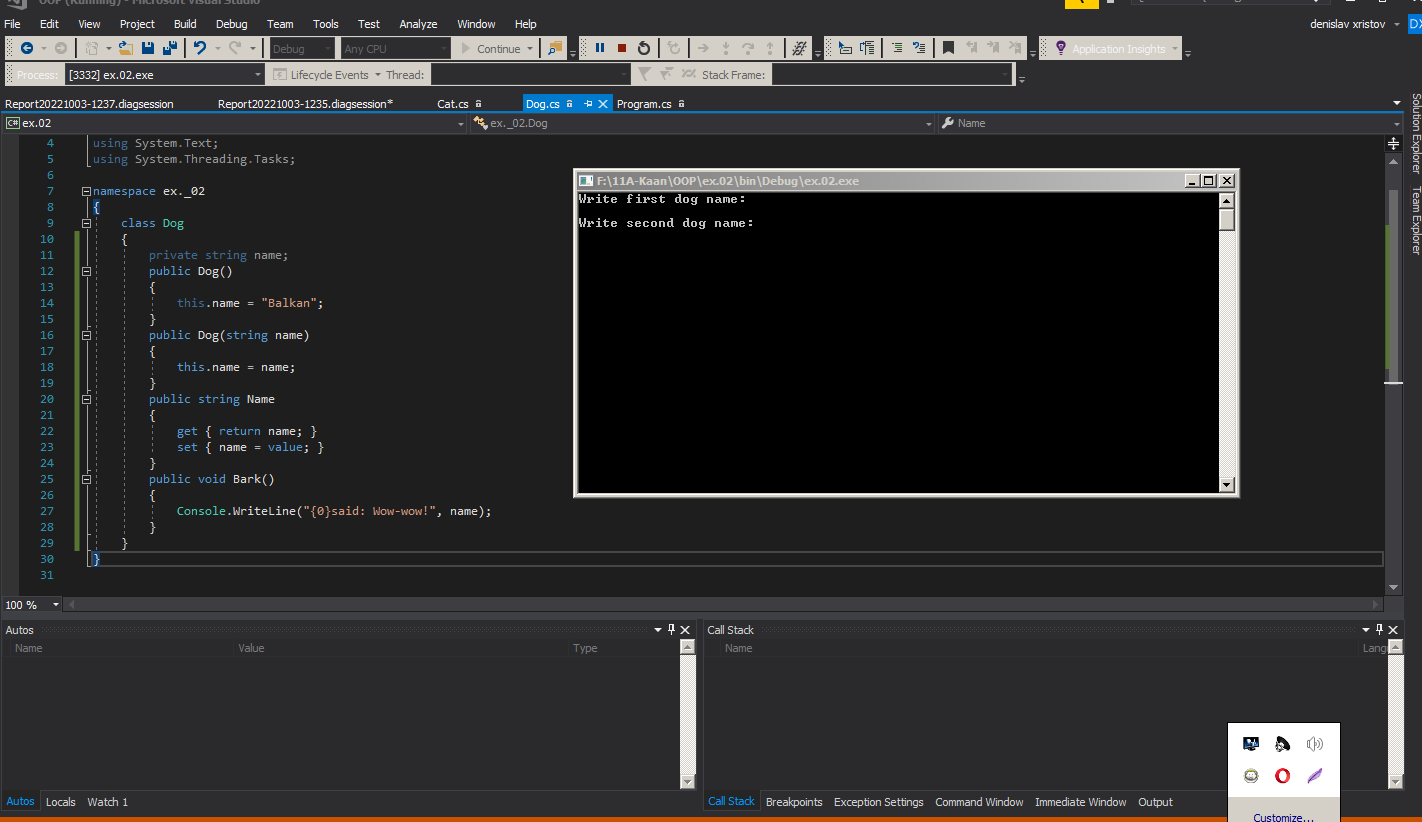 OOP (Running) - Microsoft Visual Studio
File Edit View Project Build Debug Team Tools Test Analyze Window Help
denislav xristov DX
Debug Any CPU Continue Application Insights
Process: [3332] ex.02.exe Lifecycle Events Thread: Stack Frame:
Report20221003-1237.diagsession Report20221003-1235.diagsession* Cat.cs Dog.cs Program.cs
C# ex.02 ex._02.Dog Name
Solution Explorer
Team Explorer
4 using System.Text;
5 using System.Threading.Tasks;
6
7 namespace ex._02
8 {
9 class Dog
10 {
11 private string name;
12 public Dog()
13 {
14 this.name = "Balkan";
15 }
16 public Dog(string name)
17 {
18 this.name = name;
19 }
20 public string Name
21 {
22 get { return name; }
23 set { name = value; }
24 }
25 public void Bark()
26 {
27 Console.WriteLine("{0}said: Wow-wow!", name);
28 }
29 }
30 }
31
F:\11A-Kaan\OOP\ex.02\bin\Debug\ex.02.exe
Write first dog name:
Write second dog name:
100 %
Autos
Name Value Type
Autos Locals Watch 1
Call Stack
Name Lang
Call Stack Breakpoints Exception Settings Command Window Immediate Window Output
Customize...